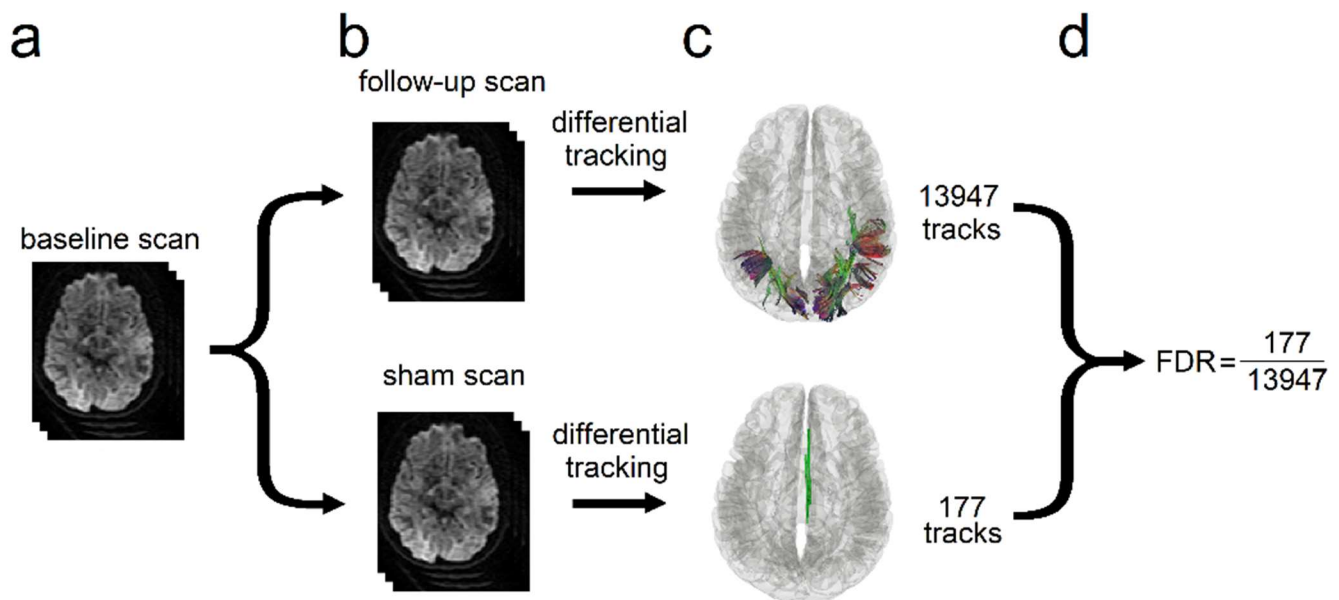 a
b
c
d
baseline scan
follow-up scan
differential
tracking
13947
tracks
sham scan
differential
tracking
177
tracks
FDR = 177
13947